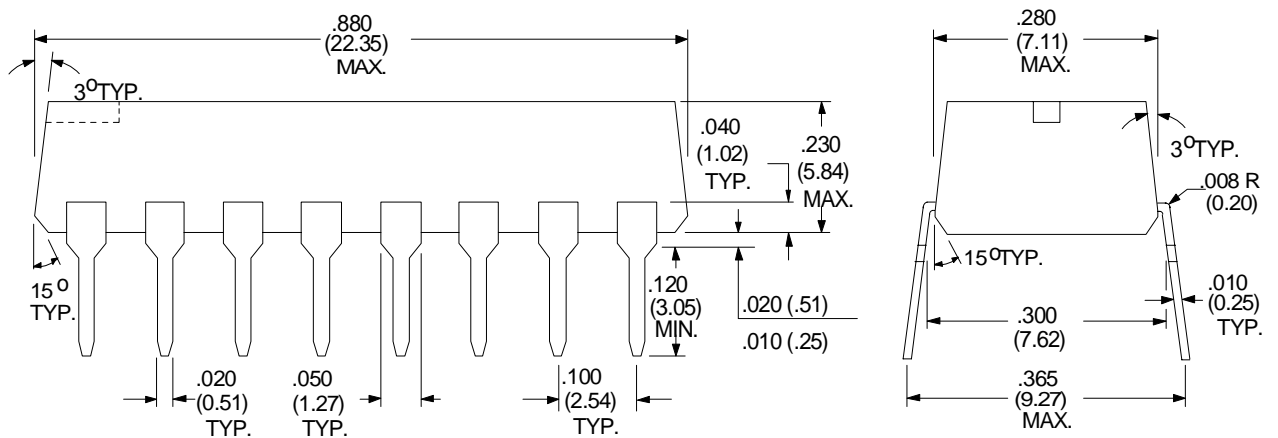 .880
(22.35)
MAX.
3O TYP.
.040
(1.02)
TYP.
.230
(5.84)
MAX.
15 O
TYP.
.120
(3.05)
MIN.
.020 (.51)
.010 (.25)
.020
(0.51)
TYP.
.050
(1.27)
TYP.
.100
(2.54)
TYP.
.280
(7.11)
MAX.
3O TYP.
.008 R
(0.20)
15 O TYP.
.010
(0.25)
TYP.
.300
(7.62)
.365
(9.27)
MAX.